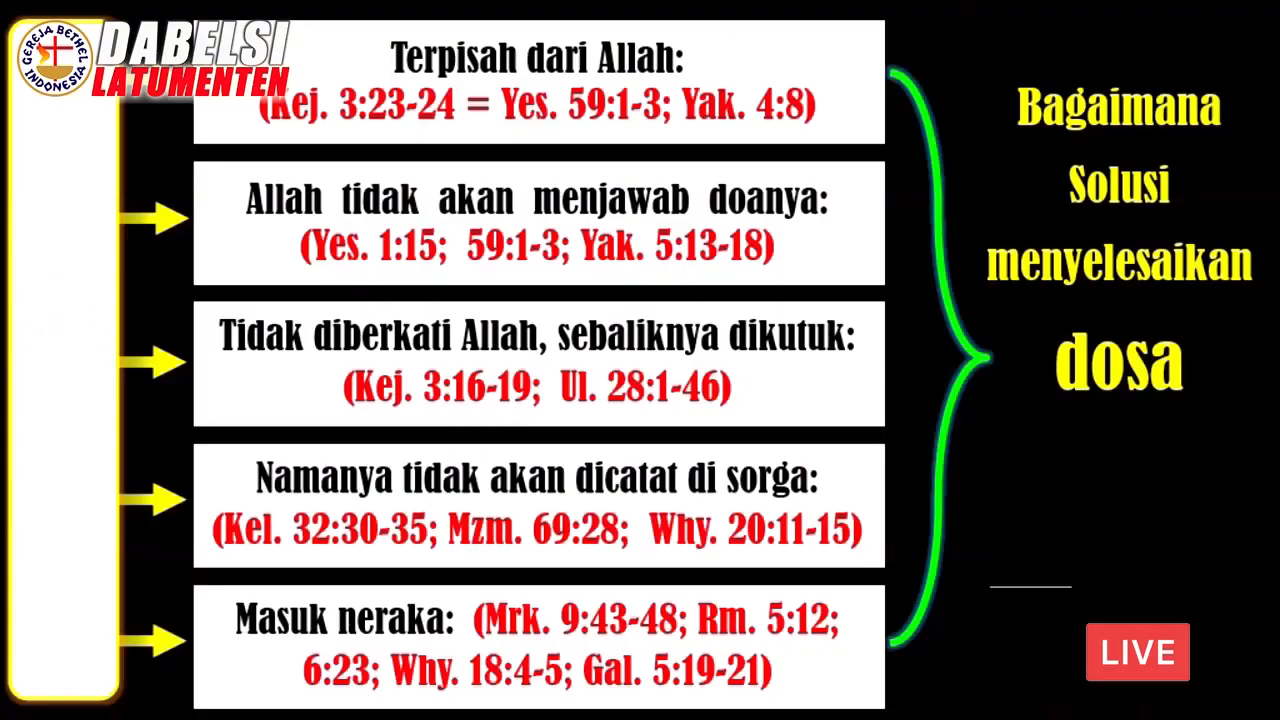 GEREJA BETHEL
INDONESIA
DABELSI
LATUMENTEN
Terpisah dari Allah:
(Kej. 3:23-24 = Yes. 59:1-3; Yak. 4:8)
Allah tidak akan menjawab doanya:
(Yes. 1:15; 59:1-3; Yak. 5:13-18)
Tidak diberkati Allah, sebaliknya dikutuk:
(Kej. 3:16-19; Ul. 28:1-46)
Namanya tidak akan dicatat di sorga:
(Kel. 32:30-35; Mzm. 69:28; Why. 20:11-15)
Masuk neraka: (Mrk. 9:43-48; Rm. 5:12;
6:23; Why. 18:4-5; Gal. 5:19-21)
Bagaimana
Solusi
menyelesaikan
dosa
LIVE